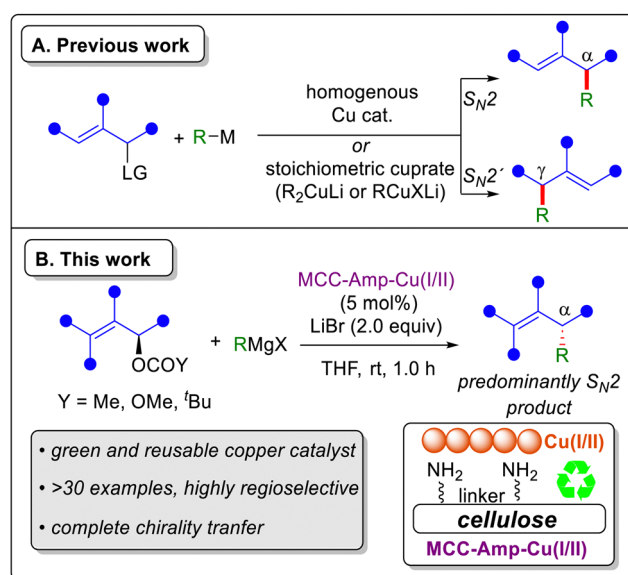 A. Previous work
LG
+ R–M
homogenous
Cu cat.
or
stoichiometric cuprate
(R2CuLi or RCuXLi)
SN2
SN2´
α
R
γ
R
B. This work
OCOY
Y = Me, OMe, tBu
+ RMgX
MCC-Amp-Cu(I/II)
(5 mol%)
LiBr (2.0 equiv)
THF, rt, 1.0 h
α
R
predominantly SN2
product
• green and reusable copper catalyst
• >30 examples, highly regioselective
• complete chirality tranfer
Cu(I/II)
NH2 NH2
linker
cellulose
MCC-Amp-Cu(I/II)